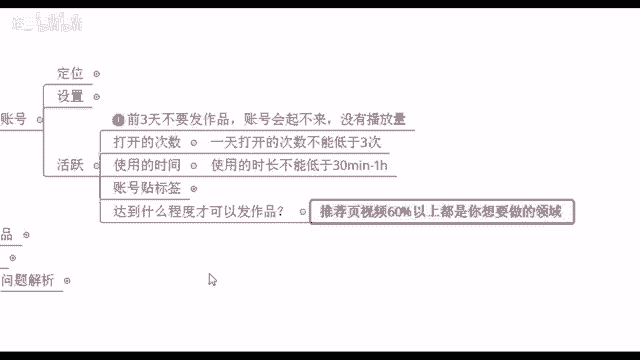 定位
设置
账号
前3天不要发作品，账号会起不来，没有播放量
打开的次数 一天打开的次数不能低于3次
活跃 使用的时间 使用的时长不能低于30min-1h
账号贴标签
达到什么程度才可以发作品？ 推荐页视频60%以上都是你想要做的领域
品
问题解析